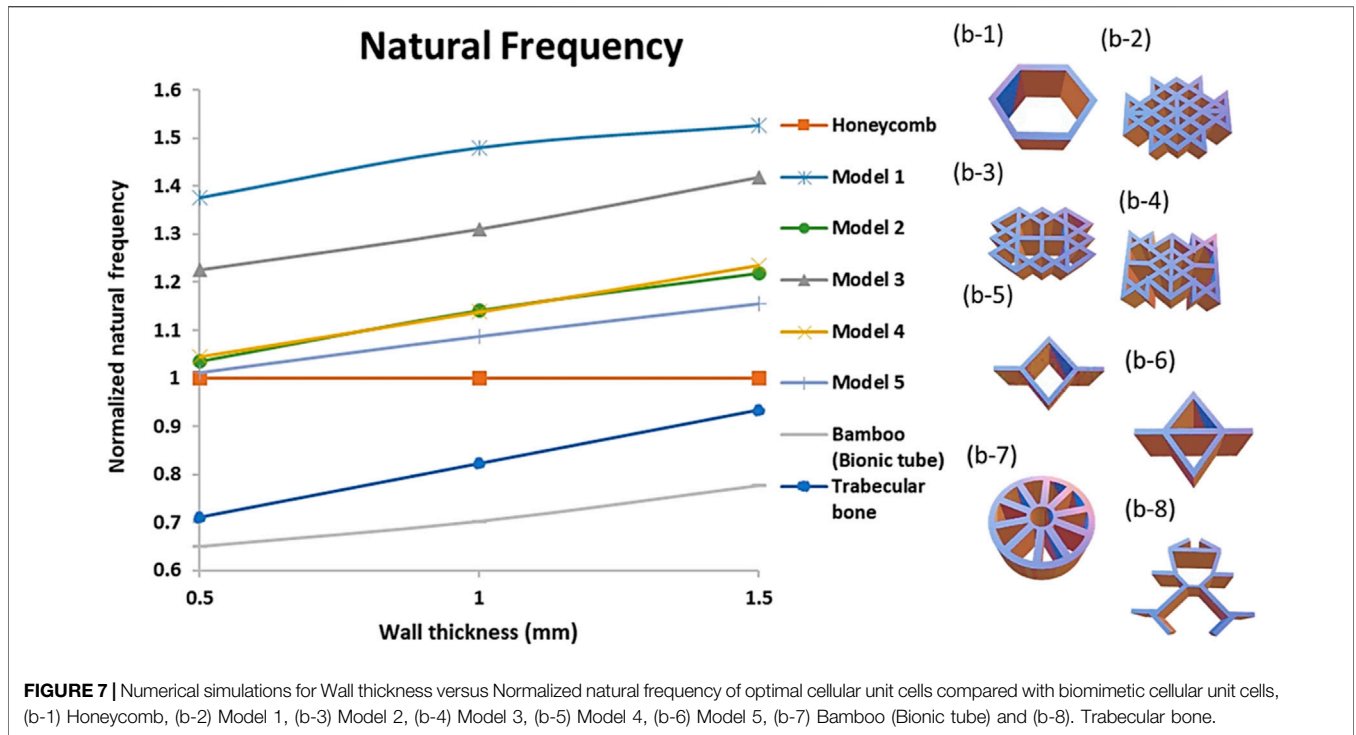 Natural Frequency
1.6
1.5
1.4
1.3
1.2
1.1
1
0.9
0.8
0.7
0.6
Normalized natural frequency
0.5
1
1.5
Wall thickness (mm)
Honeycomb
Model 1
Model 2
Model 3
Model 4
Model 5
Bamboo
(Bionic tube)
Trabecular
bone
(b-1)
(b-2)
(b-3)
(b-4)
(b-5)
(b-6)
(b-7)
(b-8)
FIGURE 7 | Numerical simulations for Wall thickness versus Normalized natural frequency of optimal cellular unit cells compared with biomimetic cellular unit cells,
(b-1) Honeycomb, (b-2) Model 1, (b-3) Model 2, (b-4) Model 3, (b-5) Model 4, (b-6) Model 5, (b-7) Bamboo (Bionic tube) and (b-8). Trabecular bone.